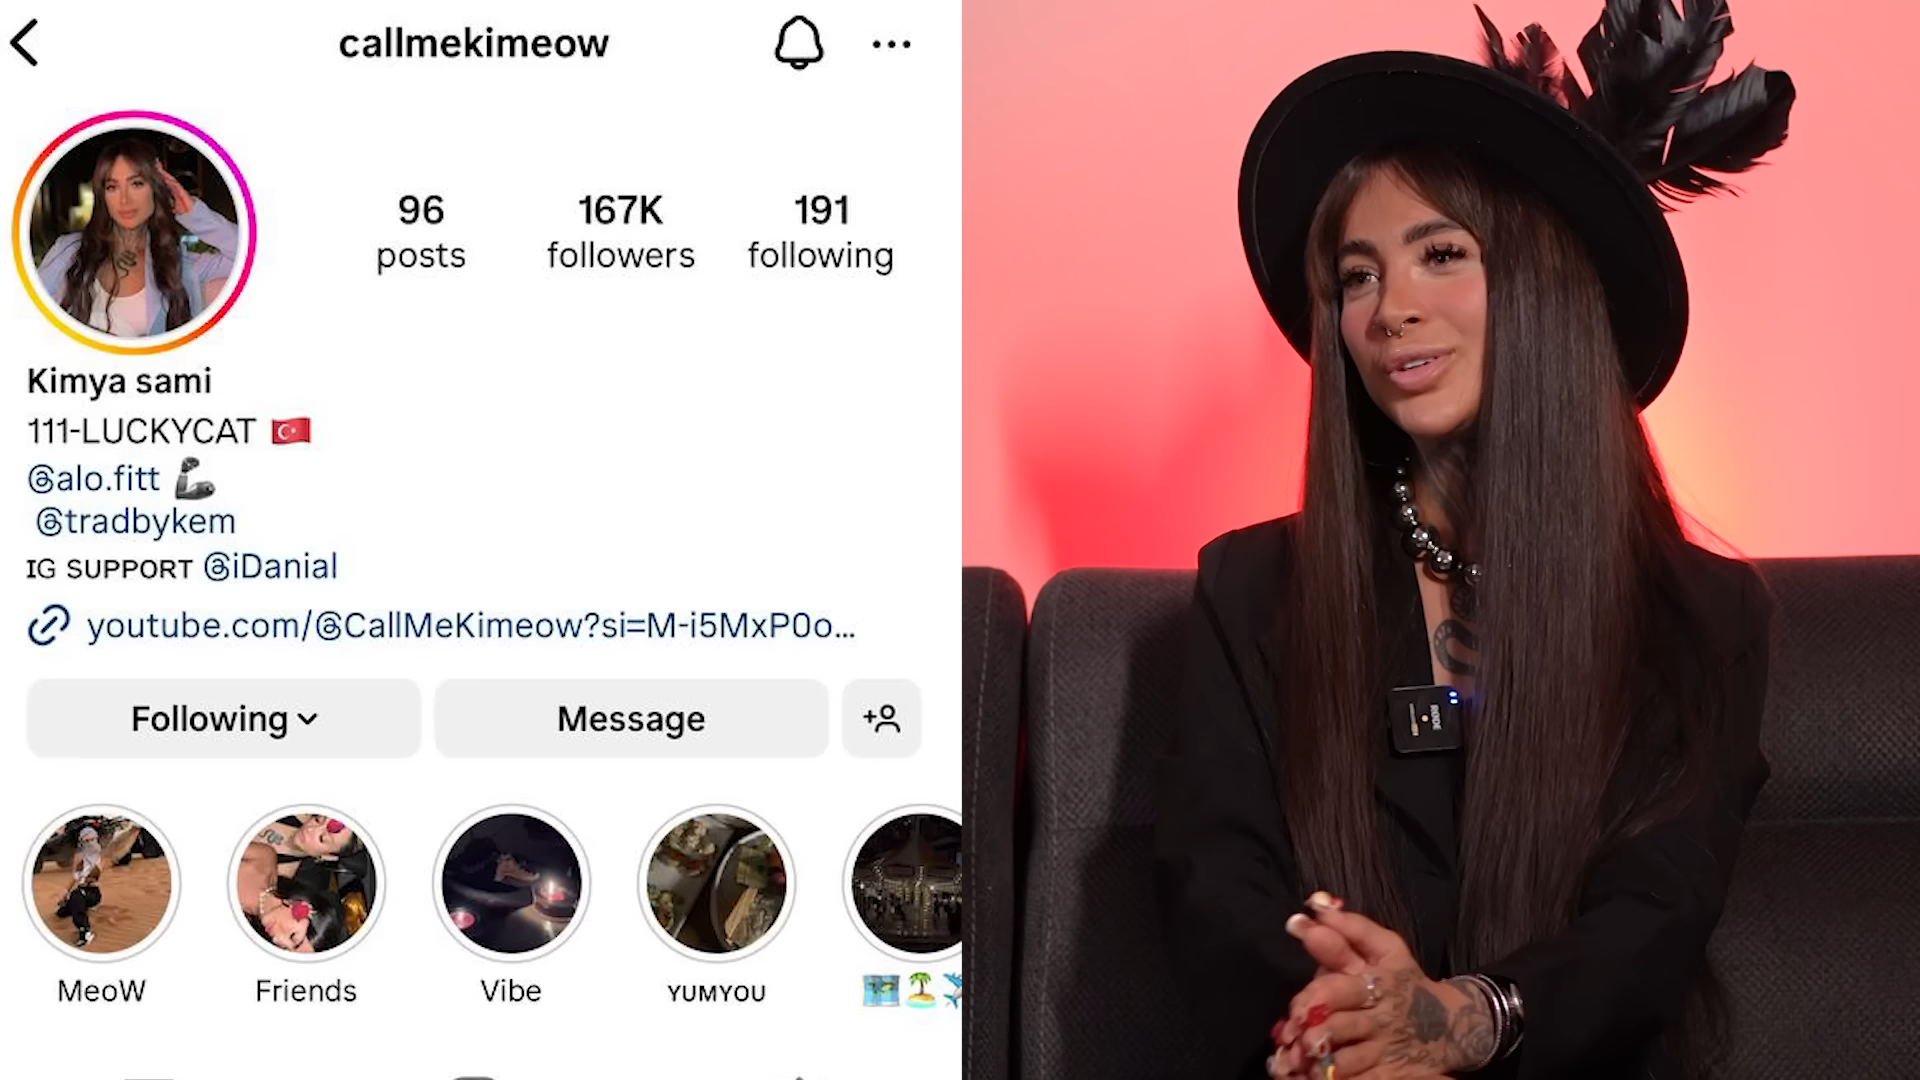 callmekimeow
96 167K 191
posts followers following
Kimya sami
111-LUCKYCAT 🇹🇷
@alo.fitt 🦾
@tradbykem
IG SUPPORT @iDanial
youtube.com/@CallMeKimeow?si=M-i5MxP0o...
Following Message
MeoW Friends Vibe YUMYOU 🗺️🏝️✈️
RODE